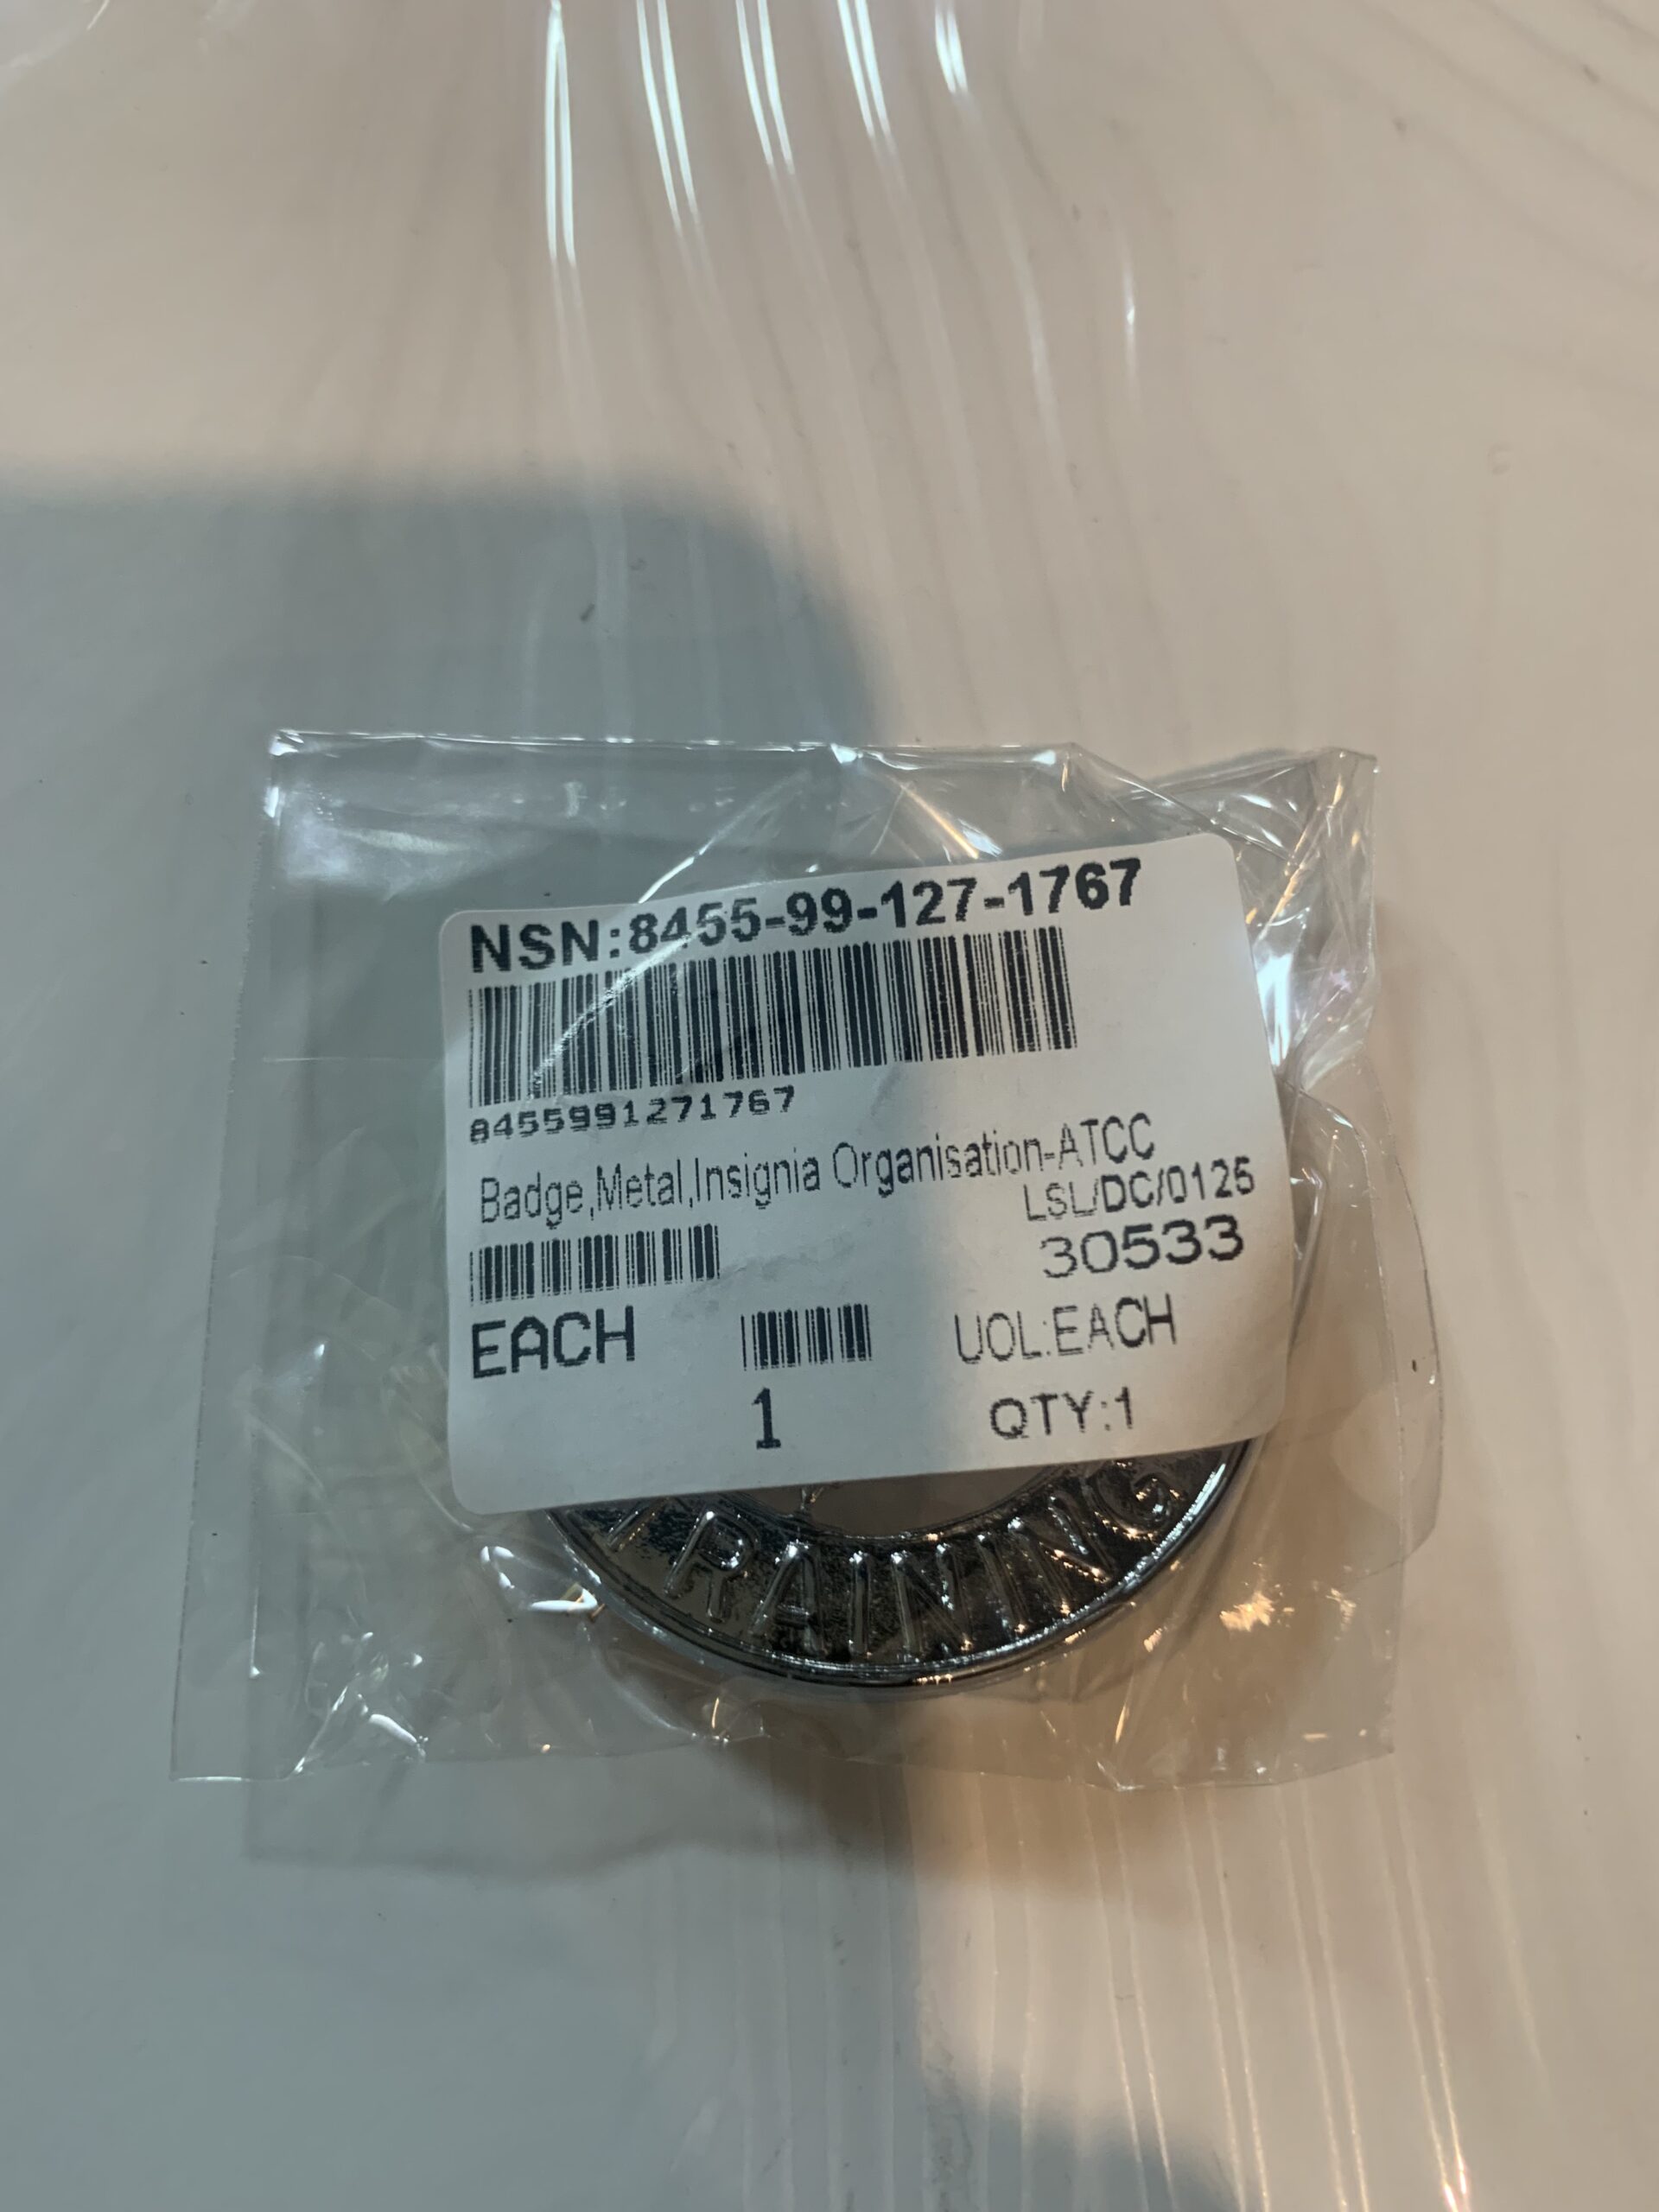 NSN:8455-99-127-1767
8455991271767
Badge,Metal,Insignia Organisation-ATCC
LSL/DC/0125
30533
EACH
UOL:EACH
1
QTY:1
TRAINING